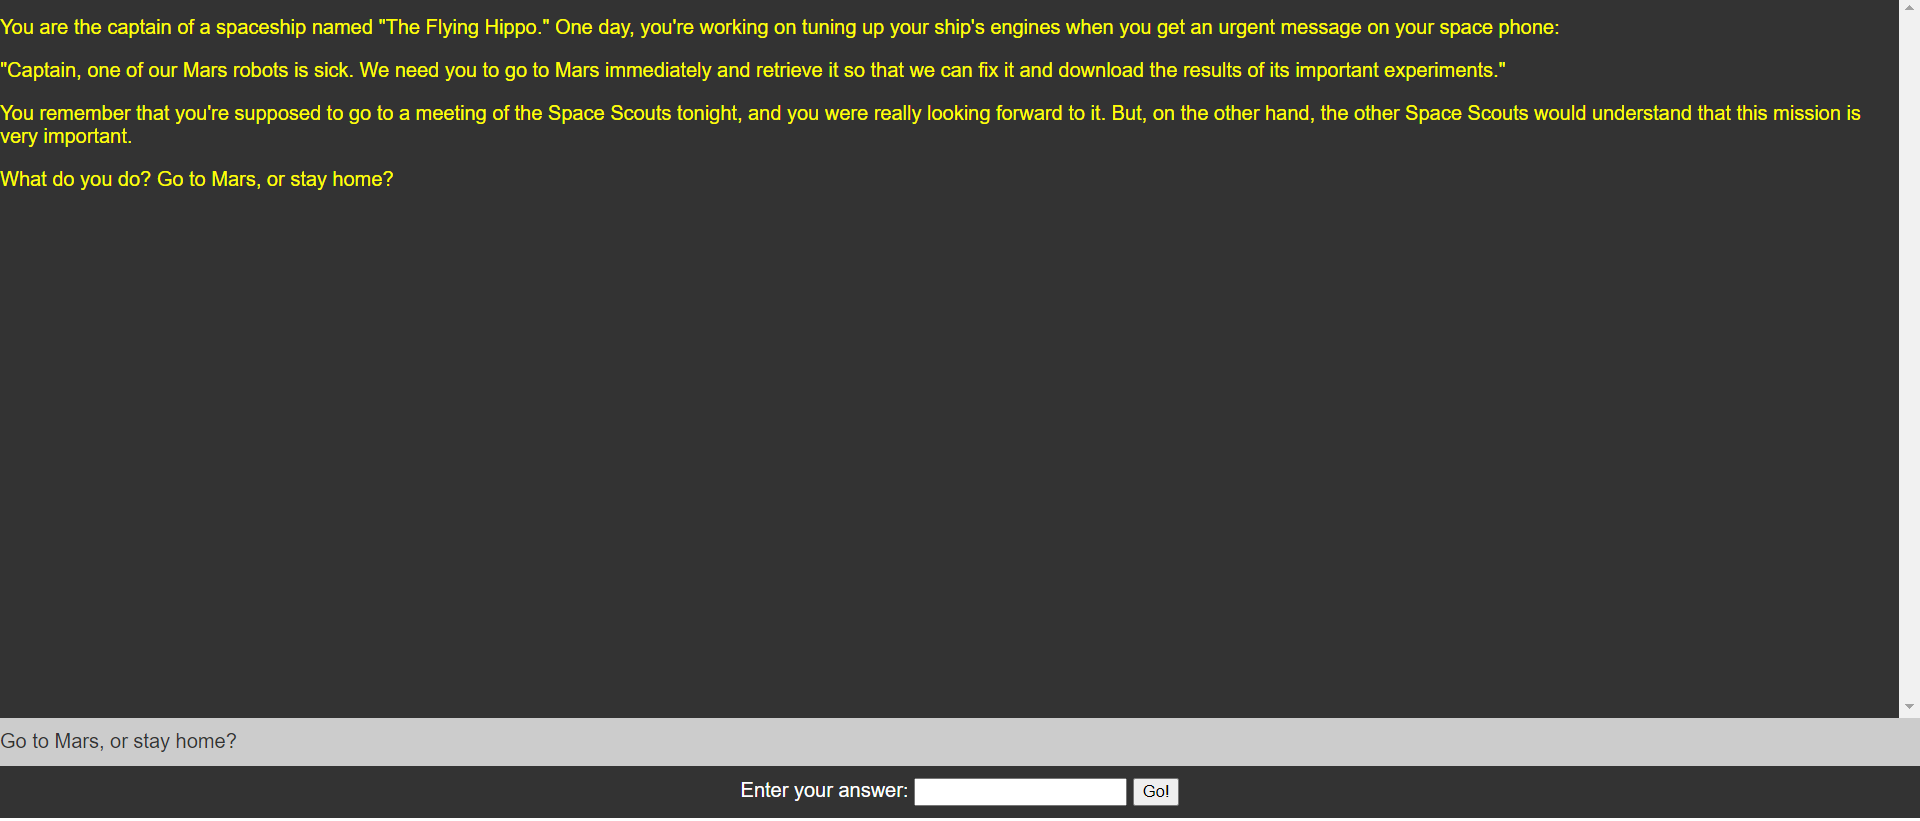 You are the captain of a spaceship named "The Flying Hippo." One day, you're working on tuning up your ship's engines when you get an urgent message on your space phone:
"Captain, one of our Mars robots is sick. We need you to go to Mars immediately and retrieve it so that we can fix it and download the results of its important experiments."
You remember that you're supposed to go to a meeting of the Space Scouts tonight, and you were really looking forward to it. But, on the other hand, the other Space Scouts would understand that this mission is
very important.
What do you do? Go to Mars, or stay home?
Go to Mars, or stay home?
Enter your answer: Go!